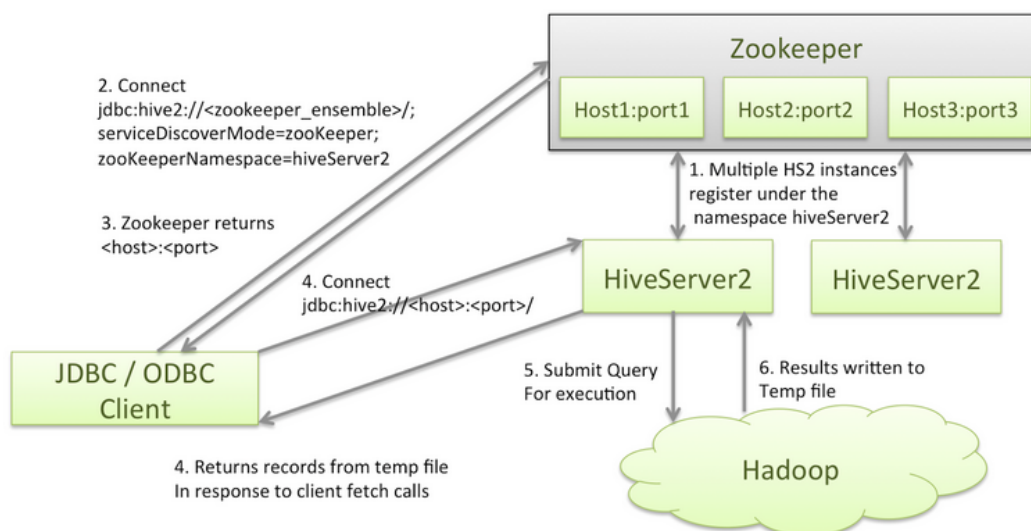 Zookeeper
Host1:port1
Host2:port2
Host3:port3
2. Connect
jdbc:hive2://<zookeeper_ensemble>/;
serviceDiscoverMode=zooKeeper;
zooKeeperNamespace=hiveServer2
1. Multiple HS2 instances
register under the
namespace hiveServer2
3. Zookeeper returns
<host>:<port>
4. Connect
jdbc:hive2://<host>:<port>/
HiveServer2
HiveServer2
JDBC / ODBC
Client
5. Submit Query
For execution
6. Results written to
Temp file
4. Returns records from temp file
In response to client fetch calls
Hadoop